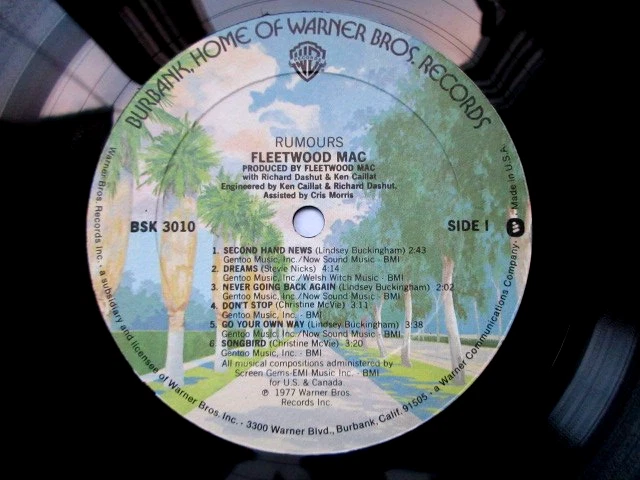 BURBANK, HOME OF WARNER BROS. RECORDS
RUMOURS
FLEETWOOD MAC
PRODUCED BY FLEETWOOD MAC
with Richard Dashut & Ken Caillat
Engineered by Ken Caillat & Richard Dashut.
Assisted by Cris Morris
BSK 3010
SIDE I
1. SECOND HAND NEWS (Lindsey Buckingham) 2:43
Gentoo Music, Inc./Now Sound Music - BMI
2. DREAMS (Stevie Nicks) 4:14
Gentoo Music, Inc./Welsh Witch Music - BMI
3. NEVER GOING BACK AGAIN (Lindsey Buckingham) 2:02
Gentoo Music, Inc./Now Sound Music - BMI
4. DON'T STOP (Christine McVie) 3:11
Gentoo Music, Inc. - BMI
5. GO YOUR OWN WAY (Lindsey Buckingham) 3:38
Gentoo Music, Inc./Now Sound Music - BMI
6. SONGBIRD (Christine McVie) 3:20
Gentoo Music, Inc. - BMI
All musical compositions administered by
Screen Gems-EMI Music Inc. - BMI
for U.S. & Canada
℗ 1977 Warner Bros.
Records Inc.
Warner Bros. Records Inc. · a subsidiary and licensee of Warner Bros. Inc. · 3300 Warner Blvd., Burbank, Calif. 91505 · a Warner Communications Company · Made in U.S.A.